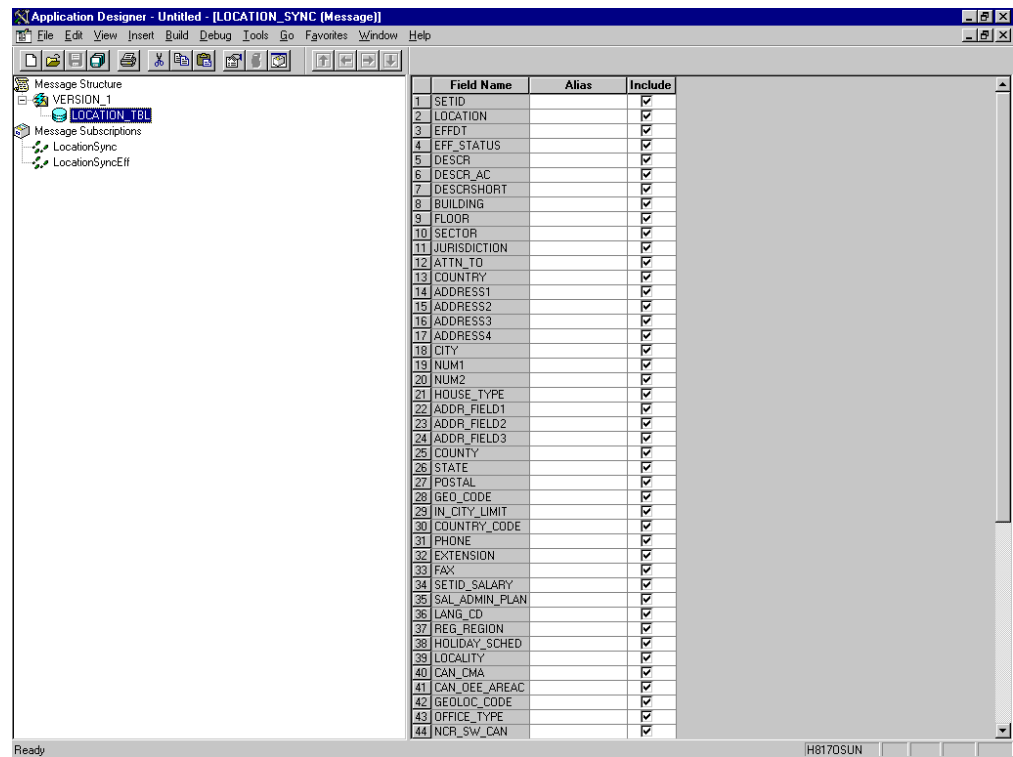 Application Designer - Untitled - [LOCATION_SYNC (Message)]
File Edit View Insert Build Debug Tools Go Favorites Window Help
Message Structure
VERSION_1
LOCATION_TBL
Message Subscriptions
LocationSync
LocationSyncEff
Field Name Alias Include
1 SETID
2 LOCATION
3 EFFDT
4 EFF_STATUS
5 DESCR
6 DESCR_AC
7 DESCRSHORT
8 BUILDING
9 FLOOR
10 SECTOR
11 JURISDICTION
12 ATTN_TO
13 COUNTRY
14 ADDRESS1
15 ADDRESS2
16 ADDRESS3
17 ADDRESS4
18 CITY
19 NUM1
20 NUM2
21 HOUSE_TYPE
22 ADDR_FIELD1
23 ADDR_FIELD2
24 ADDR_FIELD3
25 COUNTY
26 STATE
27 POSTAL
28 GEO_CODE
29 IN_CITY_LIMIT
30 COUNTRY_CODE
31 PHONE
32 EXTENSION
33 FAX
34 SETID_SALARY
35 SAL_ADMIN_PLAN
36 LANG_CD
37 REG_REGION
38 HOLIDAY_SCHED
39 LOCALITY
40 CAN_CMA
41 CAN_OEE_AREAC
42 GEOLOC_CODE
43 OFFICE_TYPE
44 NCR_SW_CAN
Ready H817OSUN